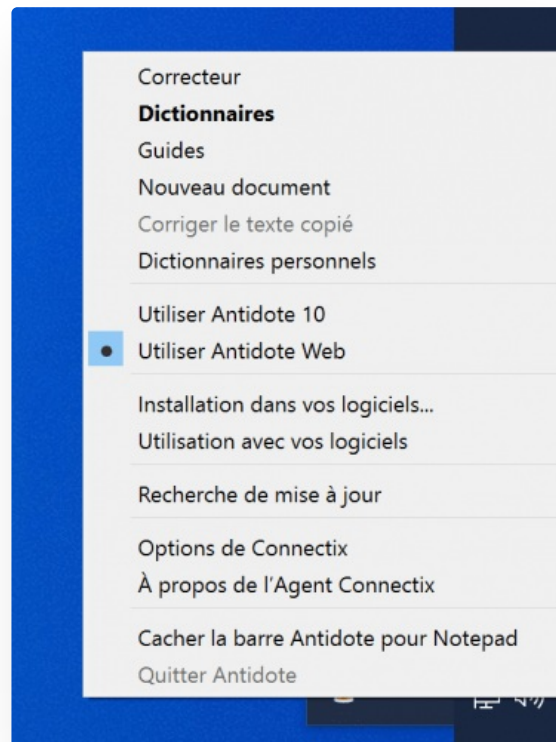 Correcteur
Dictionnaires
Guides
Nouveau document
Corriger le texte copié
Dictionnaires personnels
Utiliser Antidote 10
Utiliser Antidote Web
Installation dans vos logiciels...
Utilisation avec vos logiciels
Recherche de mise à jour
Options de Connectix
À propos de l’Agent Connectix
Cacher la barre Antidote pour Notepad
Quitter Antidote